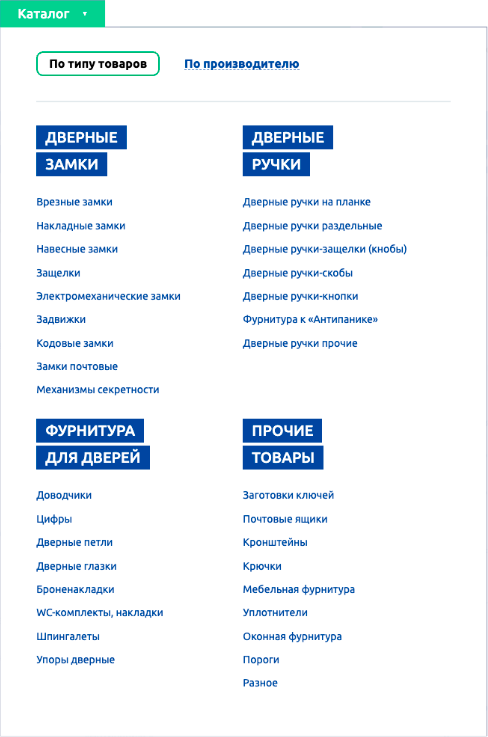 Каталог ▼
По типу товаров
По производителю
ДВЕРНЫЕ
ЗАМКИ
Врезные замки
Накладные замки
Навесные замки
Защелки
Электромеханические замки
Задвижки
Кодовые замки
Замки почтовые
Механизмы секретности
ДВЕРНЫЕ
РУЧКИ
Дверные ручки на планке
Дверные ручки раздельные
Дверные ручки-защелки (кнобы)
Дверные ручки-скобы
Дверные ручки-кнопки
Фурнитура к «Антипанике»
Дверные ручки прочие
ФУРНИТУРА
ДЛЯ ДВЕРЕЙ
Доводчики
Цифры
Дверные петли
Дверные глазки
Броненакладки
WC-комплекты, накладки
Шпингалеты
Упоры дверные
ПРОЧИЕ
ТОВАРЫ
Заготовки ключей
Почтовые ящики
Кронштейны
Крючки
Мебельная фурнитура
Уплотнители
Оконная фурнитура
Пороги
Разное